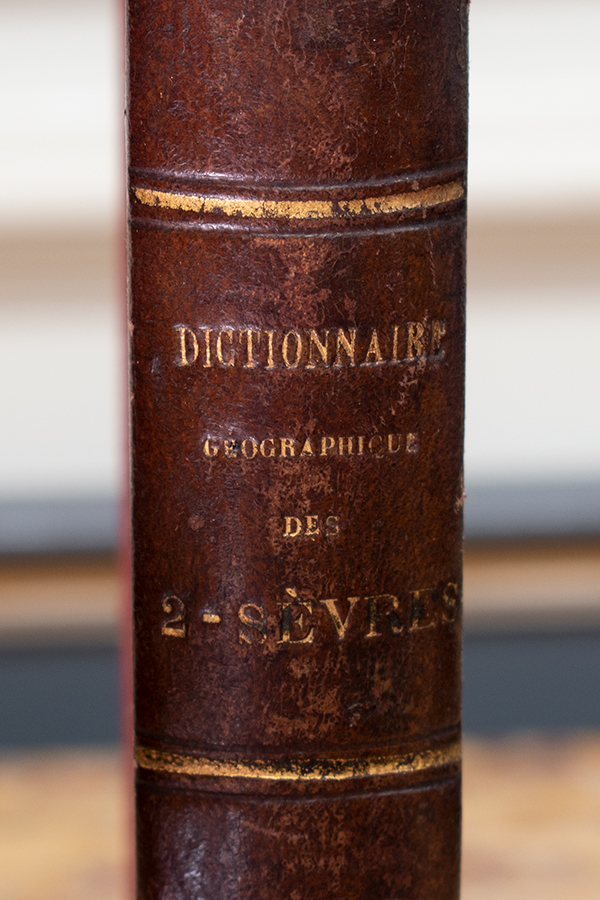 DICTIONNAIRE
GÉOGRAPHIQUE
DES
2-SÈVRES